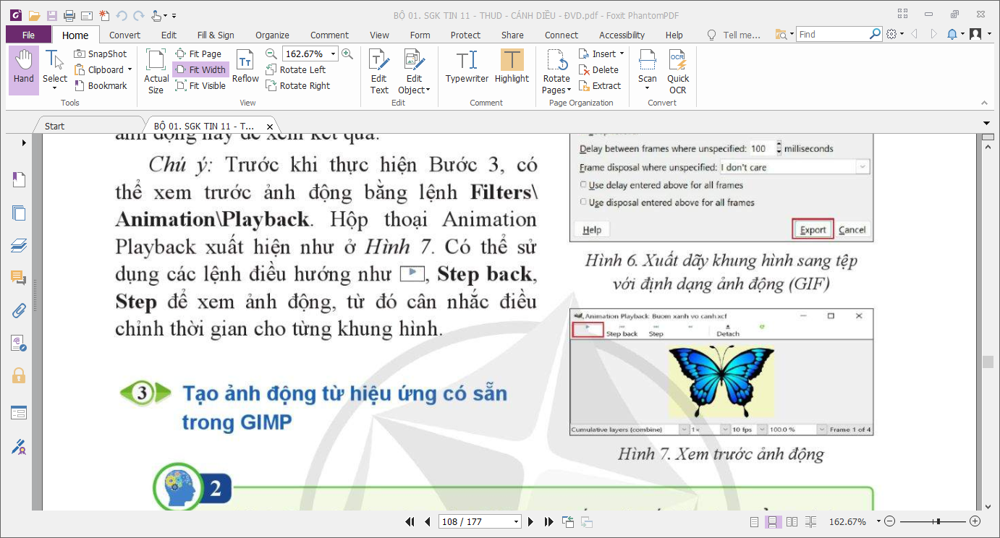 BỘ 01. SGK TIN 11 - THUD - CÁNH DIỀU - ĐVD.pdf - Foxit PhantomPDF
File
Home
Convert
Edit
Fill & Sign
Organize
Comment
View
Form
Protect
Share
Connect
Accessibility
Help
Tell me...
Find
Hand
Select
SnapShot
Clipboard
Bookmark
Tools
Actual
Size
Fit Page
Fit Width
Fit Visible
Reflow
162.67%
Rotate Left
Rotate Right
View
Edit
Text
Edit
Object
Edit
Typewriter
Highlight
Comment
Rotate
Pages
Insert
Delete
Extract
Page Organization
Scan
OCR
Quick
OCR
Convert
Start
BỘ 01. SGK TIN 11 - T...
ảnh động này để xem kết quả.
Chú ý: Trước khi thực hiện Bước 3, có
thể xem trước ảnh động bằng lệnh Filters\
Animation\Playback. Hộp thoại Animation
Playback xuất hiện như ở Hình 7. Có thể sử
dụng các lệnh điều hướng như , Step back,
Step để xem ảnh động, từ đó cân nhắc điều
chỉnh thời gian cho từng khung hình.
3 Tạo ảnh động từ hiệu ứng có sẵn
trong GIMP
2
Delay between frames where unspecified: 100 milliseconds
Frame disposal where unspecified: I don't care
Use delay entered above for all frames
Use disposal entered above for all frames
Help
Export
Cancel
Hình 6. Xuất dãy khung hình sang tệp
với định dạng ảnh động (GIF)
Animation Playback: Buom xanh vo canh.xcf
Step back
Step
Detach
Cumulative layers (combine)
1×
10 fps
100.0 %
Frame 1 of 4
Hình 7. Xem trước ảnh động
108 / 177
162.67%